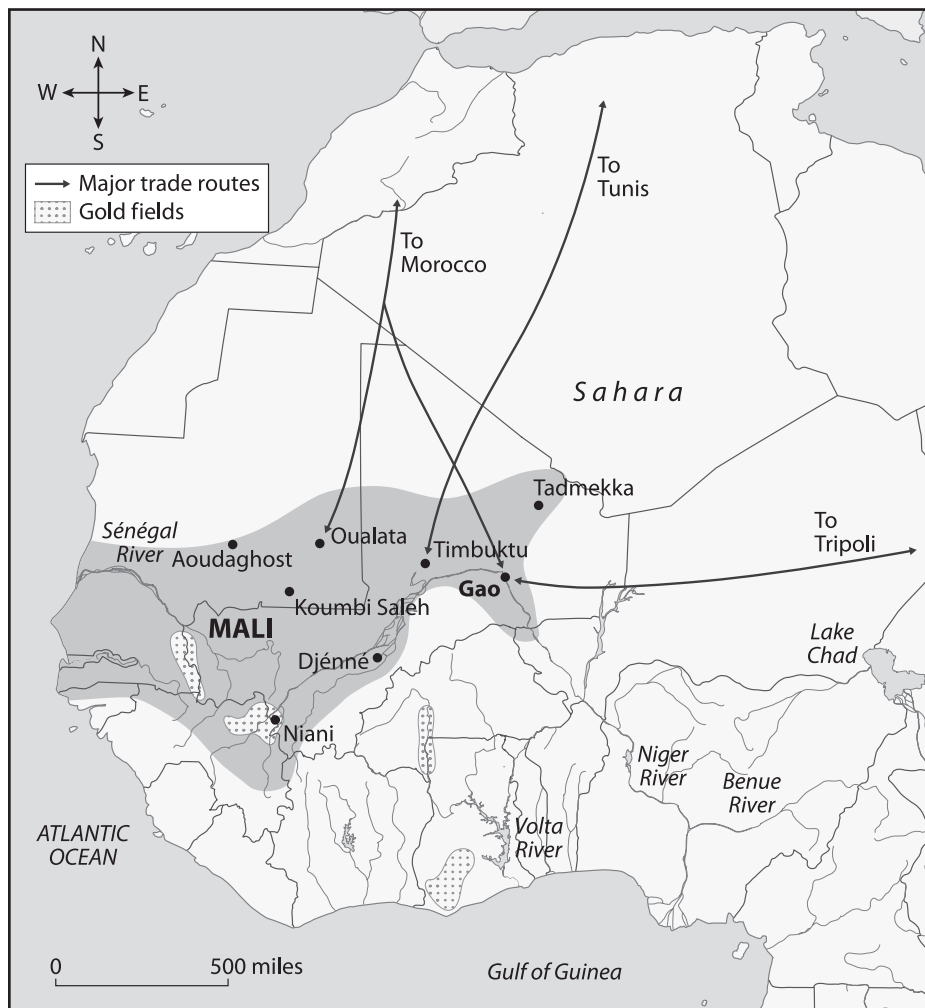 N
W
E
S
Major trade routes
Gold fields
To
Tunis
To
Morocco
Sahara
Tadmekka
To
Tripoli
Sénégal
River
Aoudaghost
Oualata
Timbuktu
Gao
Koumbi Saleh
MALI
Djénné
Lake
Chad
Niani
Niger
River
Benue
River
Volta
River
ATLANTIC
OCEAN
0
500 miles
Gulf of Guinea